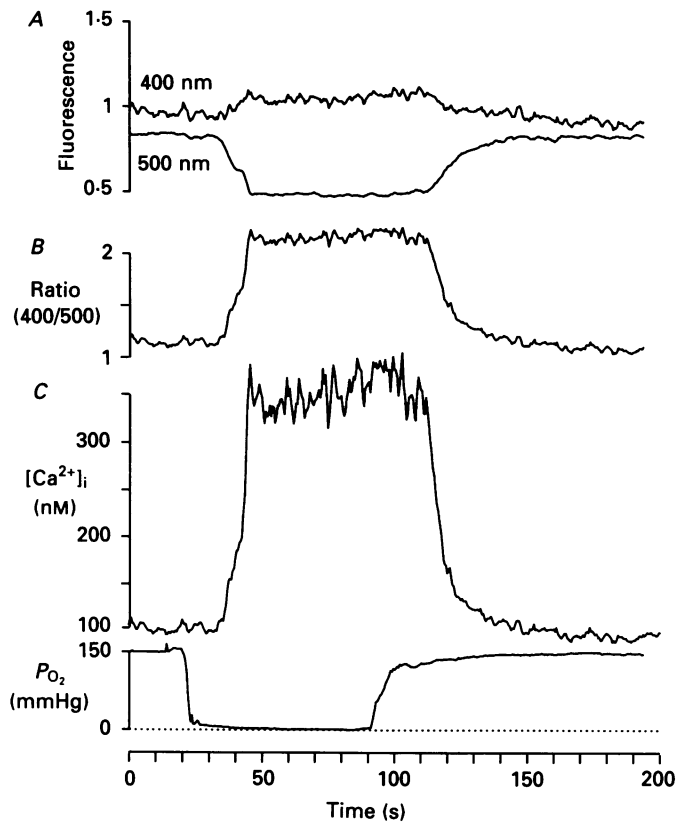 A
1·5
1
0·5
Fluorescence
400 nm
500 nm
B
2
1
Ratio
(400/500)
C
300
200
100
[Ca2+]i
(nM)
150
0
PO2
(mmHg)
0 50 100 150 200
Time (s)